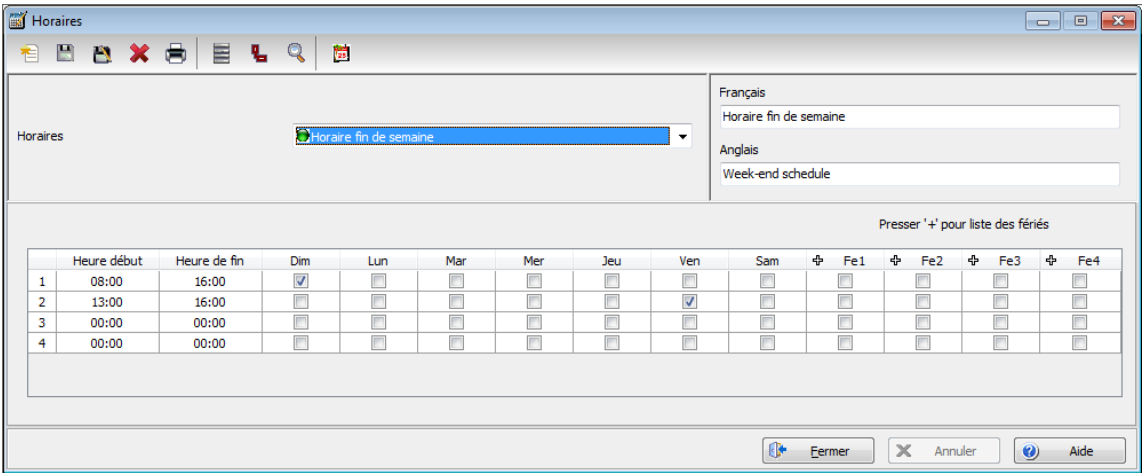 Horaires
Français
Horaire fin de semaine
Horaires Horaire fin de semaine
Anglais
Week-end schedule
Presser '+' pour liste des fériés
Heure début Heure de fin Dim Lun Mar Mer Jeu Ven Sam Fe1 Fe2 Fe3 Fe4
1 08:00 16:00
2 13:00 16:00
3 00:00 00:00
4 00:00 00:00
Fermer Annuler Aide